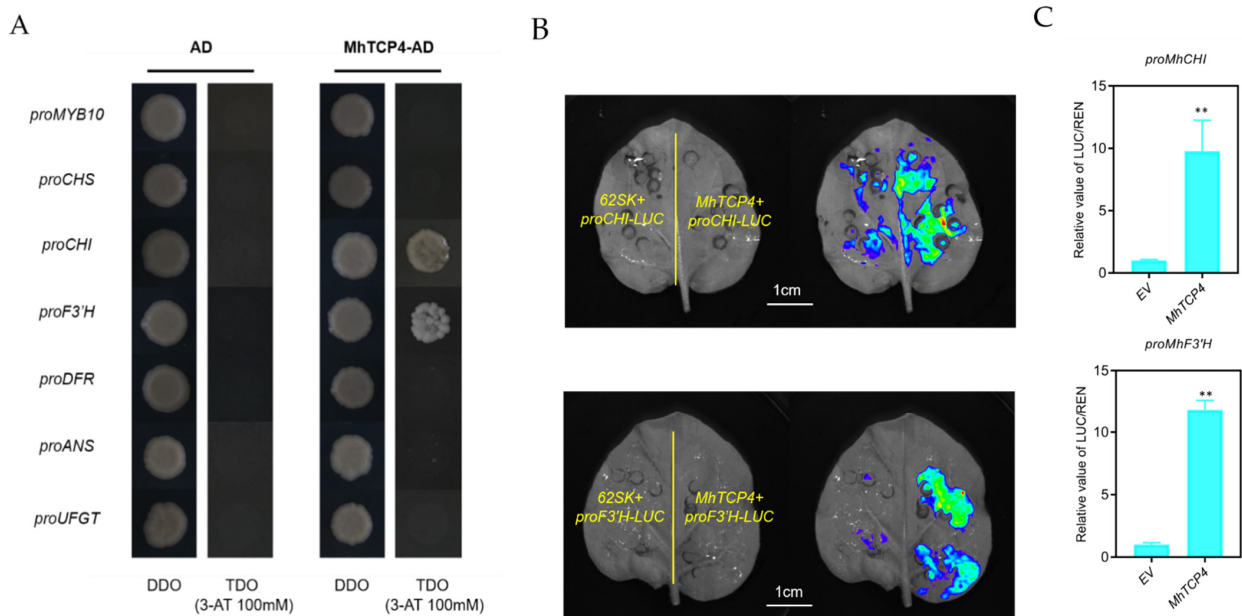 A
AD
MhTCP4-AD
proMYB10
proCHS
proCHI
proF3'H
proDFR
proANS
proUFGT
DDO
TDO
(3-AT 100mM)
DDO
TDO
(3-AT 100mM)
B
62SK+
proCHI-LUC
MhTCP4+
proCHI-LUC
1cm
62SK+
proF3'H-LUC
MhTCP4+
proF3'H-LUC
1cm
C
proMhCHI
Relative value of LUC/REN
15
10
5
0
**
EV
MhTCP4
proMhF3'H
Relative value of LUC/REN
15
10
5
0
**
EV
MhTCP4